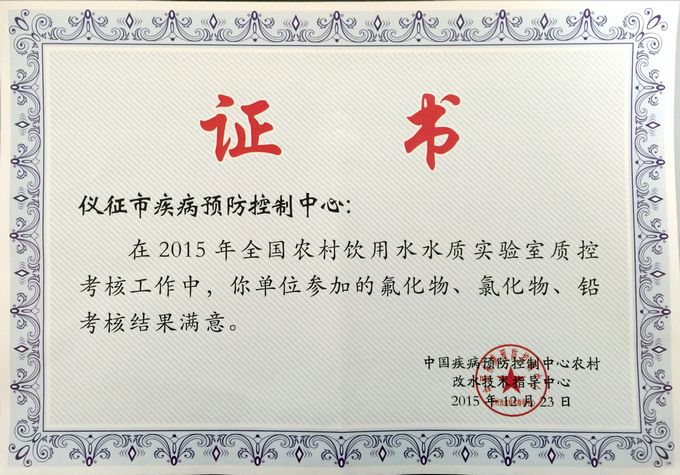 证书
仪征市疾病预防控制中心:
在2015年全国农村饮用水水质实验室质控
考核工作中，你单位参加的氟化物、氯化物、铅
考核结果满意。
中国疾病预防控制中心农村
改水技术指导中心
2015年12月23日